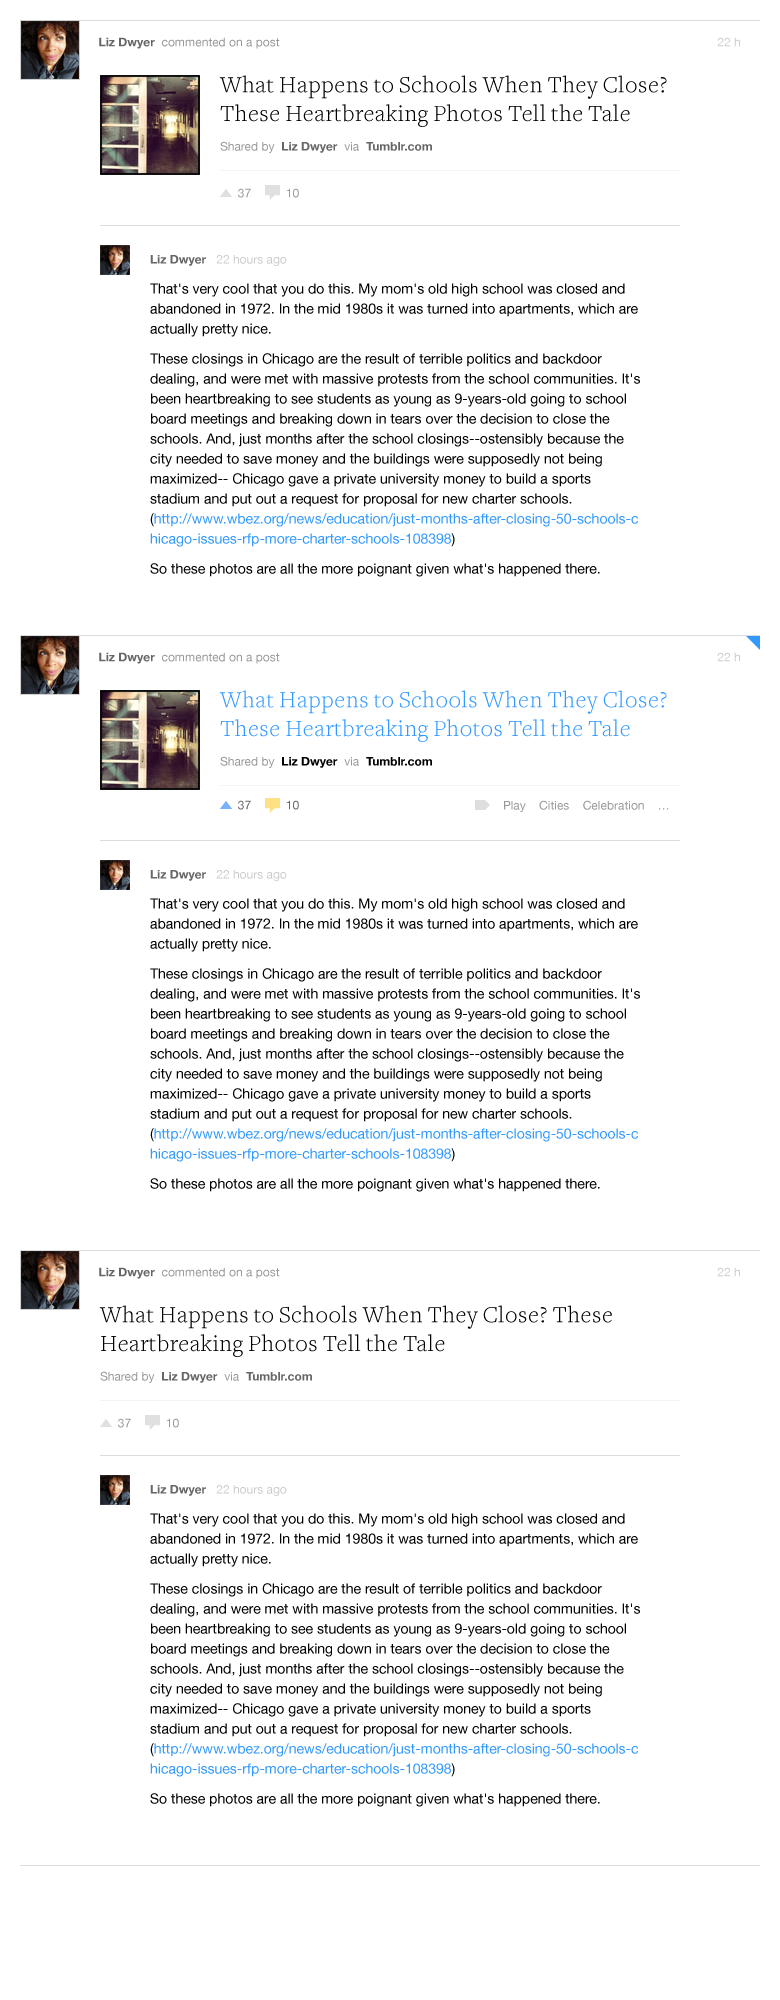 Liz Dwyer commented on a post 22 h
What Happens to Schools When They Close?
These Heartbreaking Photos Tell the Tale
Shared by Liz Dwyer via Tumblr.com
37 10
Liz Dwyer 22 hours ago
That's very cool that you do this. My mom's old high school was closed and
abandoned in 1972. In the mid 1980s it was turned into apartments, which are
actually pretty nice.
These closings in Chicago are the result of terrible politics and backdoor
dealing, and were met with massive protests from the school communities. It's
been heartbreaking to see students as young as 9-years-old going to school
board meetings and breaking down in tears over the decision to close the
schools. And, just months after the school closings--ostensibly because the
city needed to save money and the buildings were supposedly not being
maximized-- Chicago gave a private university money to build a sports
stadium and put out a request for proposal for new charter schools.
(http://www.wbez.org/news/education/just-months-after-closing-50-schools-c
hicago-issues-rfp-more-charter-schools-108398)
So these photos are all the more poignant given what's happened there.
Liz Dwyer commented on a post 22 h
What Happens to Schools When They Close?
These Heartbreaking Photos Tell the Tale
Shared by Liz Dwyer via Tumblr.com
37 10 Play Cities Celebration ...
Liz Dwyer 22 hours ago
That's very cool that you do this. My mom's old high school was closed and
abandoned in 1972. In the mid 1980s it was turned into apartments, which are
actually pretty nice.
These closings in Chicago are the result of terrible politics and backdoor
dealing, and were met with massive protests from the school communities. It's
been heartbreaking to see students as young as 9-years-old going to school
board meetings and breaking down in tears over the decision to close the
schools. And, just months after the school closings--ostensibly because the
city needed to save money and the buildings were supposedly not being
maximized-- Chicago gave a private university money to build a sports
stadium and put out a request for proposal for new charter schools.
(http://www.wbez.org/news/education/just-months-after-closing-50-schools-c
hicago-issues-rfp-more-charter-schools-108398)
So these photos are all the more poignant given what's happened there.
Liz Dwyer commented on a post 22 h
What Happens to Schools When They Close? These
Heartbreaking Photos Tell the Tale
Shared by Liz Dwyer via Tumblr.com
37 10
Liz Dwyer 22 hours ago
That's very cool that you do this. My mom's old high school was closed and
abandoned in 1972. In the mid 1980s it was turned into apartments, which are
actually pretty nice.
These closings in Chicago are the result of terrible politics and backdoor
dealing, and were met with massive protests from the school communities. It's
been heartbreaking to see students as young as 9-years-old going to school
board meetings and breaking down in tears over the decision to close the
schools. And, just months after the school closings--ostensibly because the
city needed to save money and the buildings were supposedly not being
maximized-- Chicago gave a private university money to build a sports
stadium and put out a request for proposal for new charter schools.
(http://www.wbez.org/news/education/just-months-after-closing-50-schools-c
hicago-issues-rfp-more-charter-schools-108398)
So these photos are all the more poignant given what's happened there.